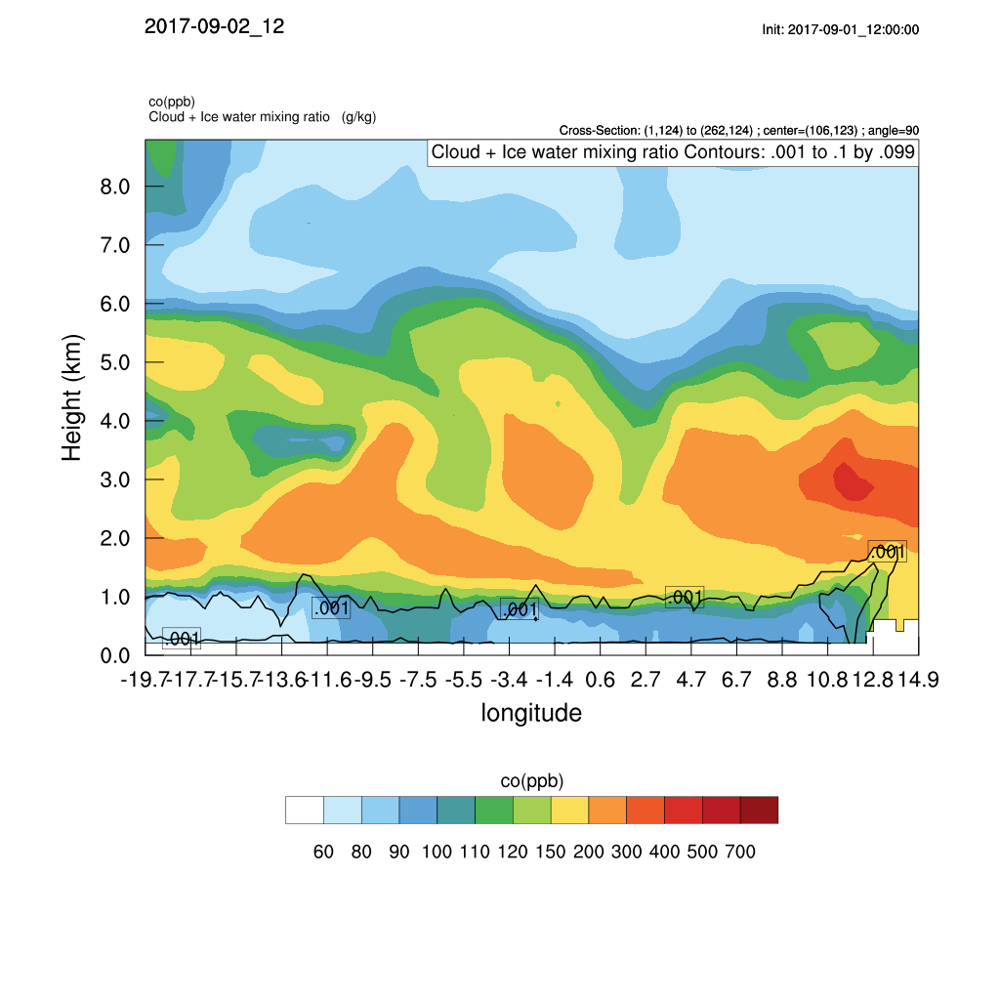 2017-09-02_12
Init: 2017-09-01_12:00:00
co(ppb)
Cloud + Ice water mixing ratio (g/kg)
Cross-Section: (1,124) to (262,124) ; center=(106,123) ; angle=90
Cloud + Ice water mixing ratio Contours: .001 to .1 by .099
8.0
7.0
6.0
5.0
4.0
3.0
2.0
1.0
0.0
Height (km)
.001
.001
.001
.001
.001
-19.7 -17.7 -15.7 -13.6 -11.6 -9.5 -7.5 -5.5 -3.4 -1.4 0.6 2.7 4.7 6.7 8.8 10.8 12.8 14.9
longitude
co(ppb)
60 80 90 100 110 120 150 200 300 400 500 700